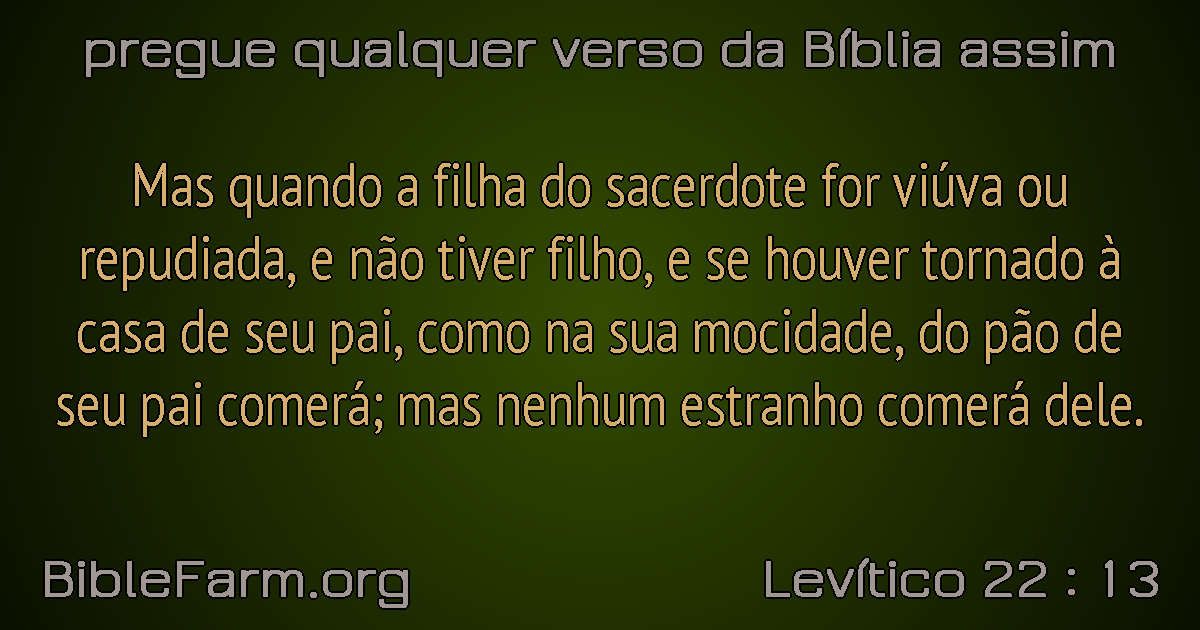 pregue qualquer verso da Bíblia assim
Mas quando a filha do sacerdote for viúva ou
repudiada, e não tiver filho, e se houver tornado à
casa de seu pai, como na sua mocidade, do pão de
seu pai comerá; mas nenhum estranho comerá dele.
BibleFarm.org
Levítico 22 : 13